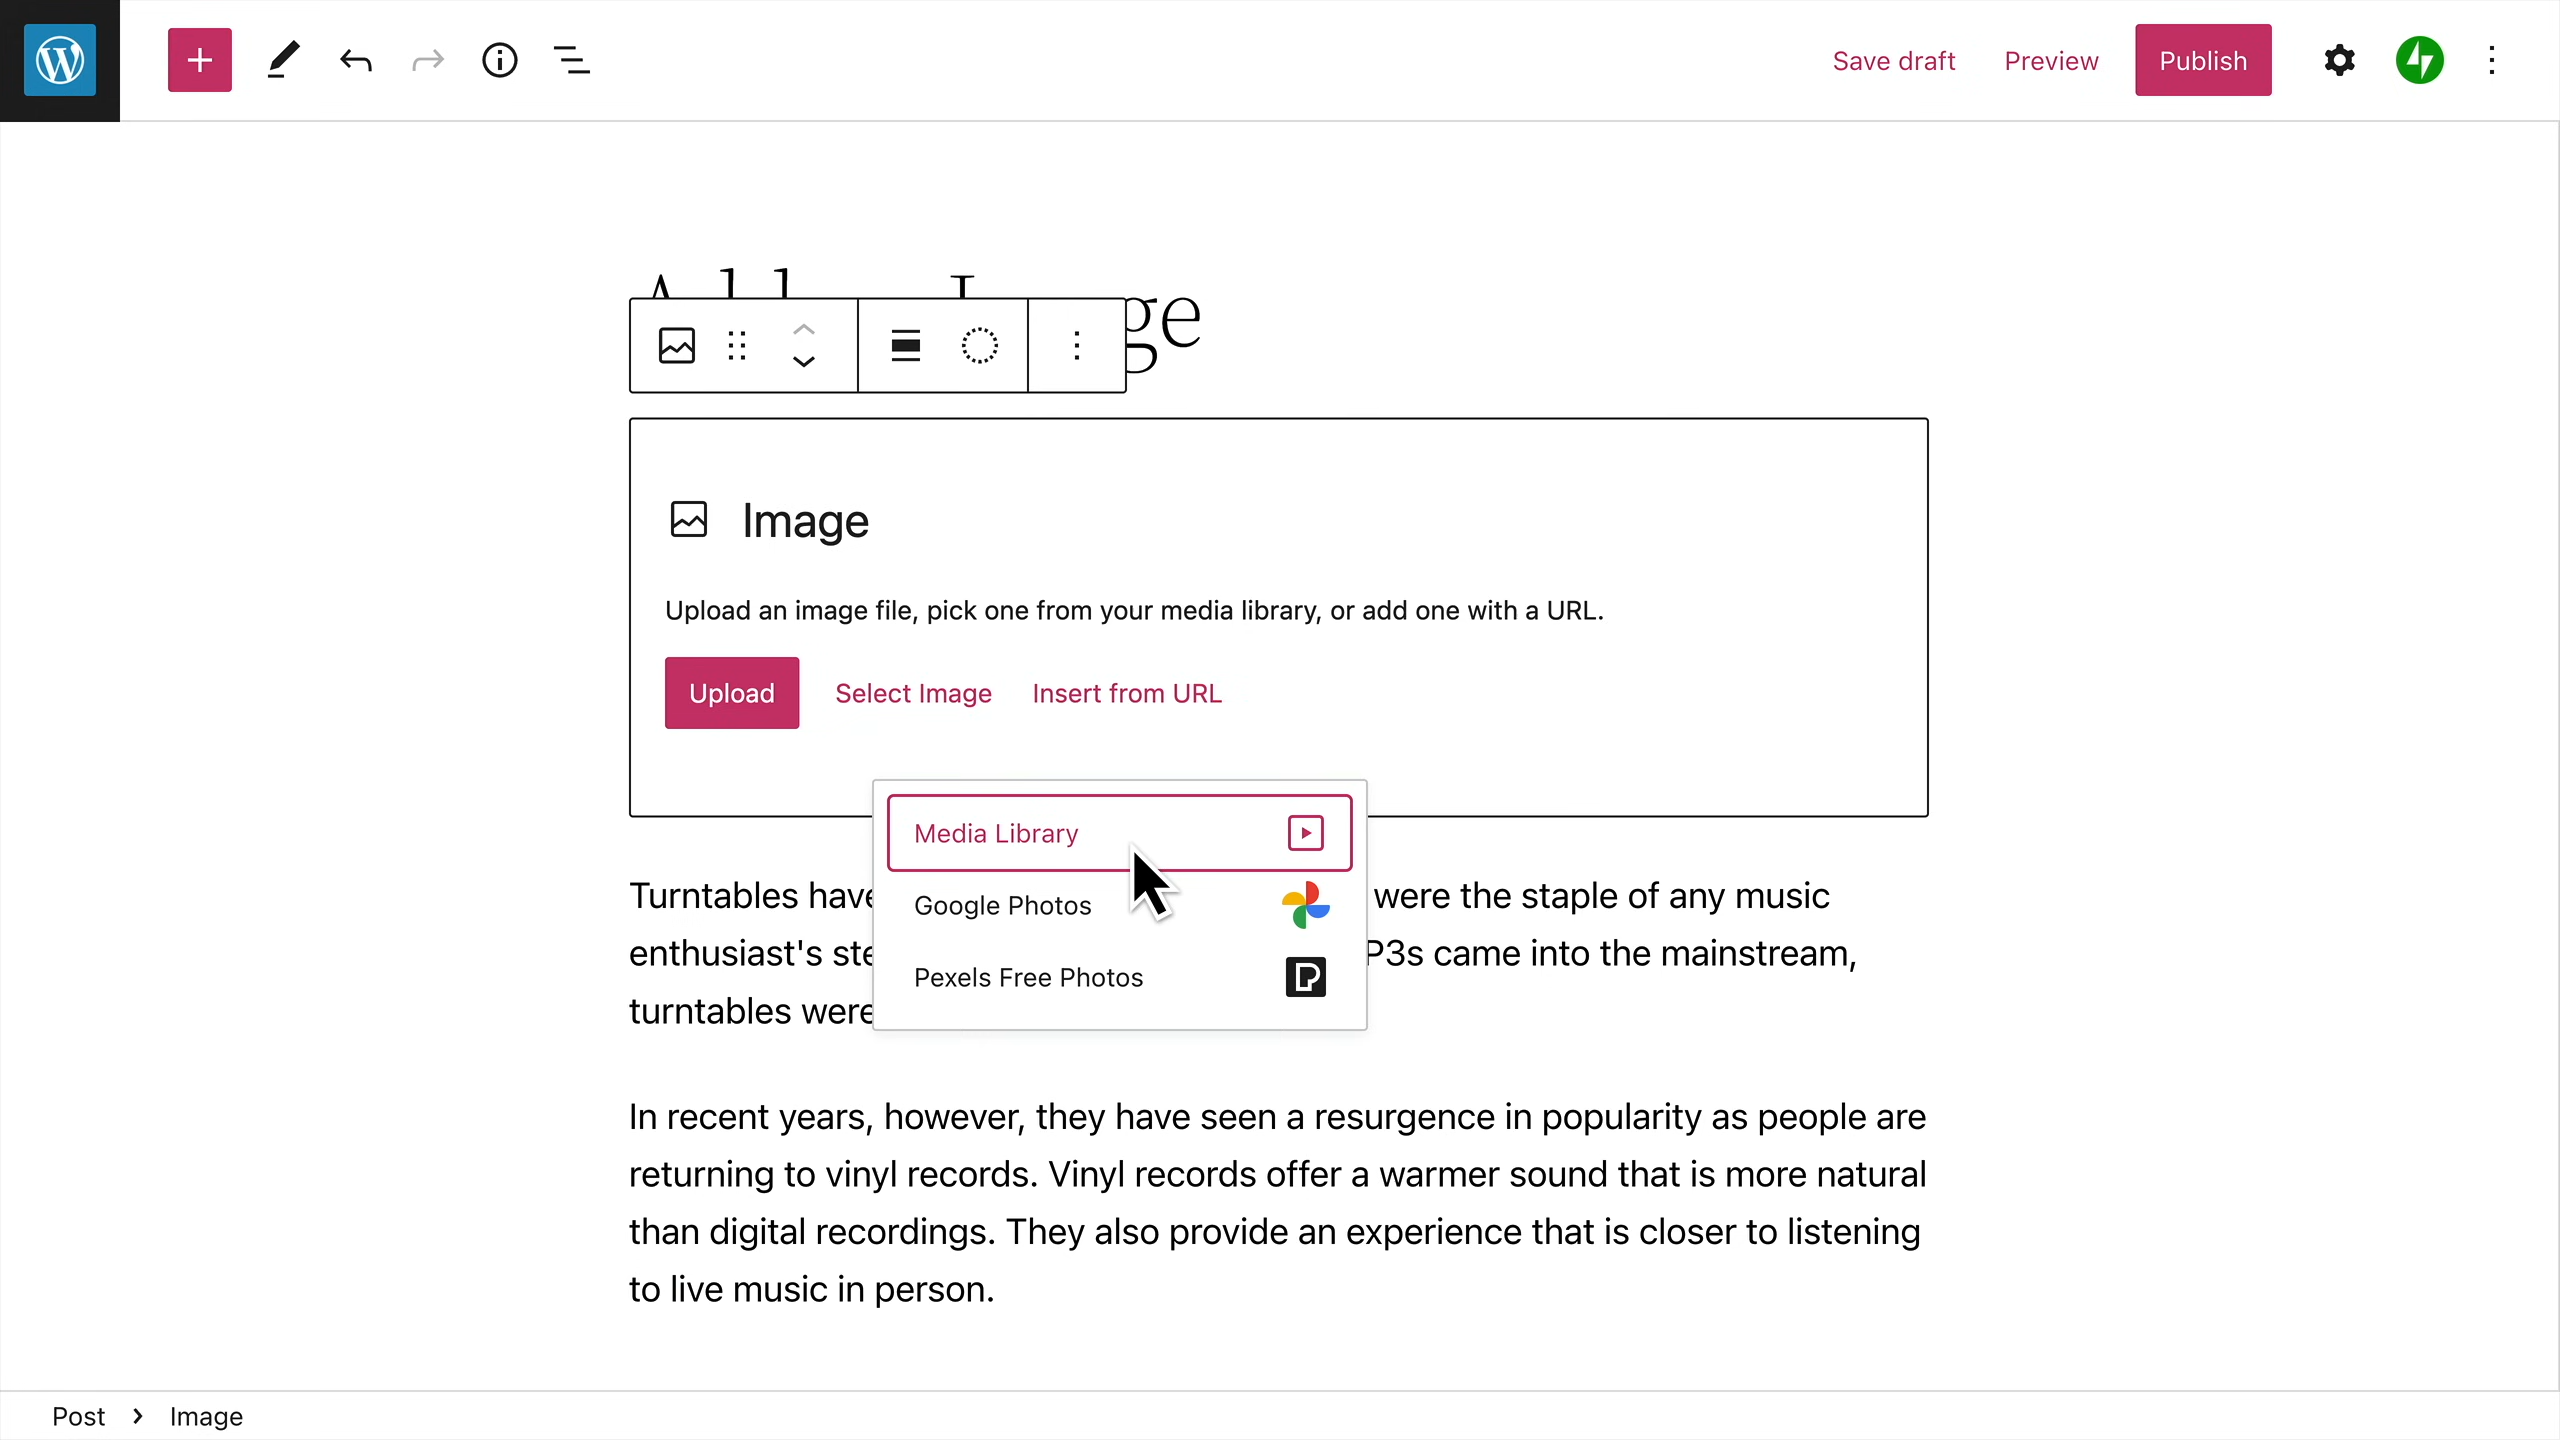 Save draft
Preview
Publish
ge
Image
Upload an image file, pick one from your media library, or add one with a URL.
Upload
Select Image
Insert from URL
Media Library
Google Photos
Pexels Free Photos
Turntables have were the staple of any music
enthusiast's P3s came into the mainstream,
turntables were
In recent years, however, they have seen a resurgence in popularity as people are
returning to vinyl records. Vinyl records offer a warmer sound that is more natural
than digital recordings. They also provide an experience that is closer to listening
to live music in person.
Post > Image